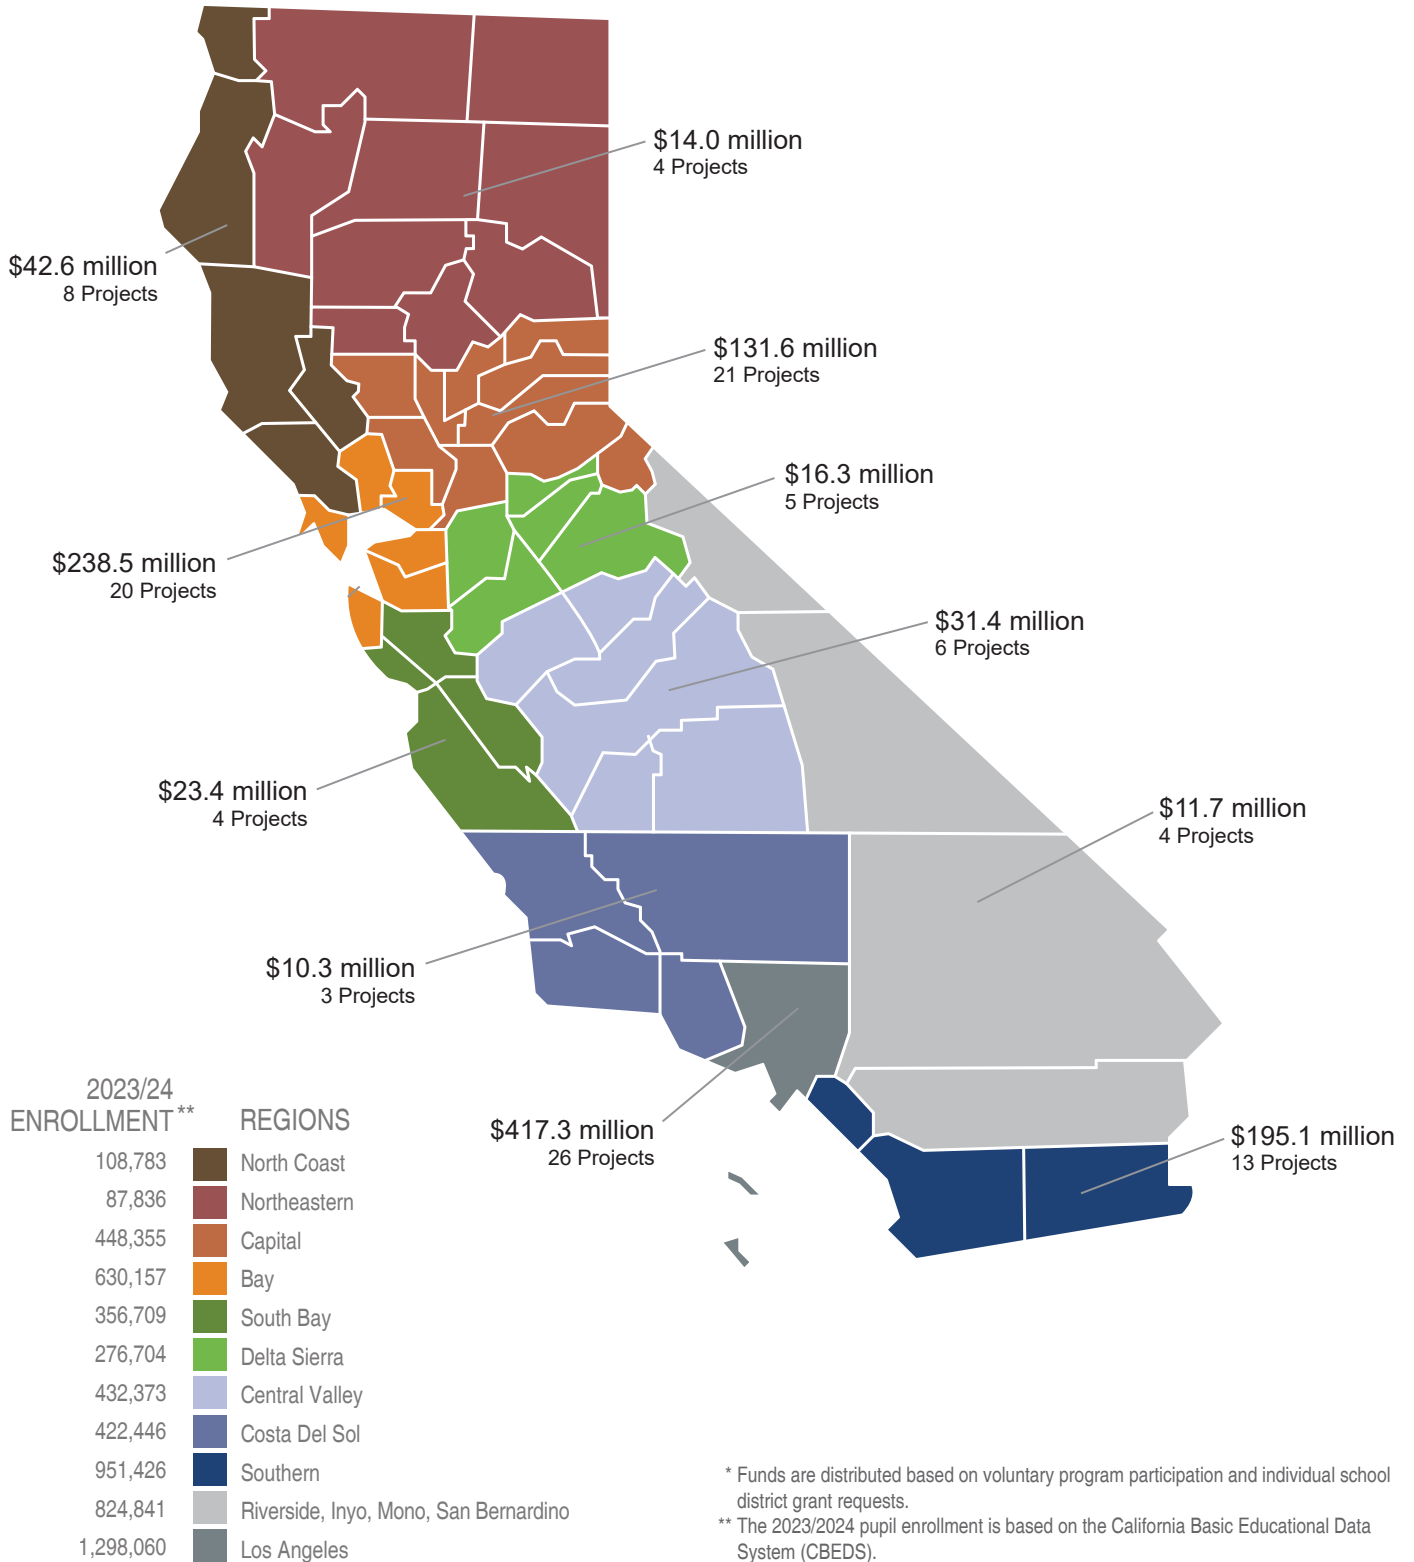 $14.0 million
4 Projects
$42.6 million
8 Projects
$131.6 million
21 Projects
$16.3 million
5 Projects
$238.5 million
20 Projects
$31.4 million
6 Projects
$23.4 million
4 Projects
$11.7 million
4 Projects
$10.3 million
3 Projects
$417.3 million
26 Projects
$195.1 million
13 Projects
2023/24
ENROLLMENT** REGIONS
108,783 North Coast
87,836 Northeastern
448,355 Capital
630,157 Bay
356,709 South Bay
276,704 Delta Sierra
432,373 Central Valley
422,446 Costa Del Sol
951,426 Southern
824,841 Riverside, Inyo, Mono, San Bernardino
1,298,060 Los Angeles
* Funds are distributed based on voluntary program participation and individual school
district grant requests.
** The 2023/2024 pupil enrollment is based on the California Basic Educational Data
System (CBEDS).